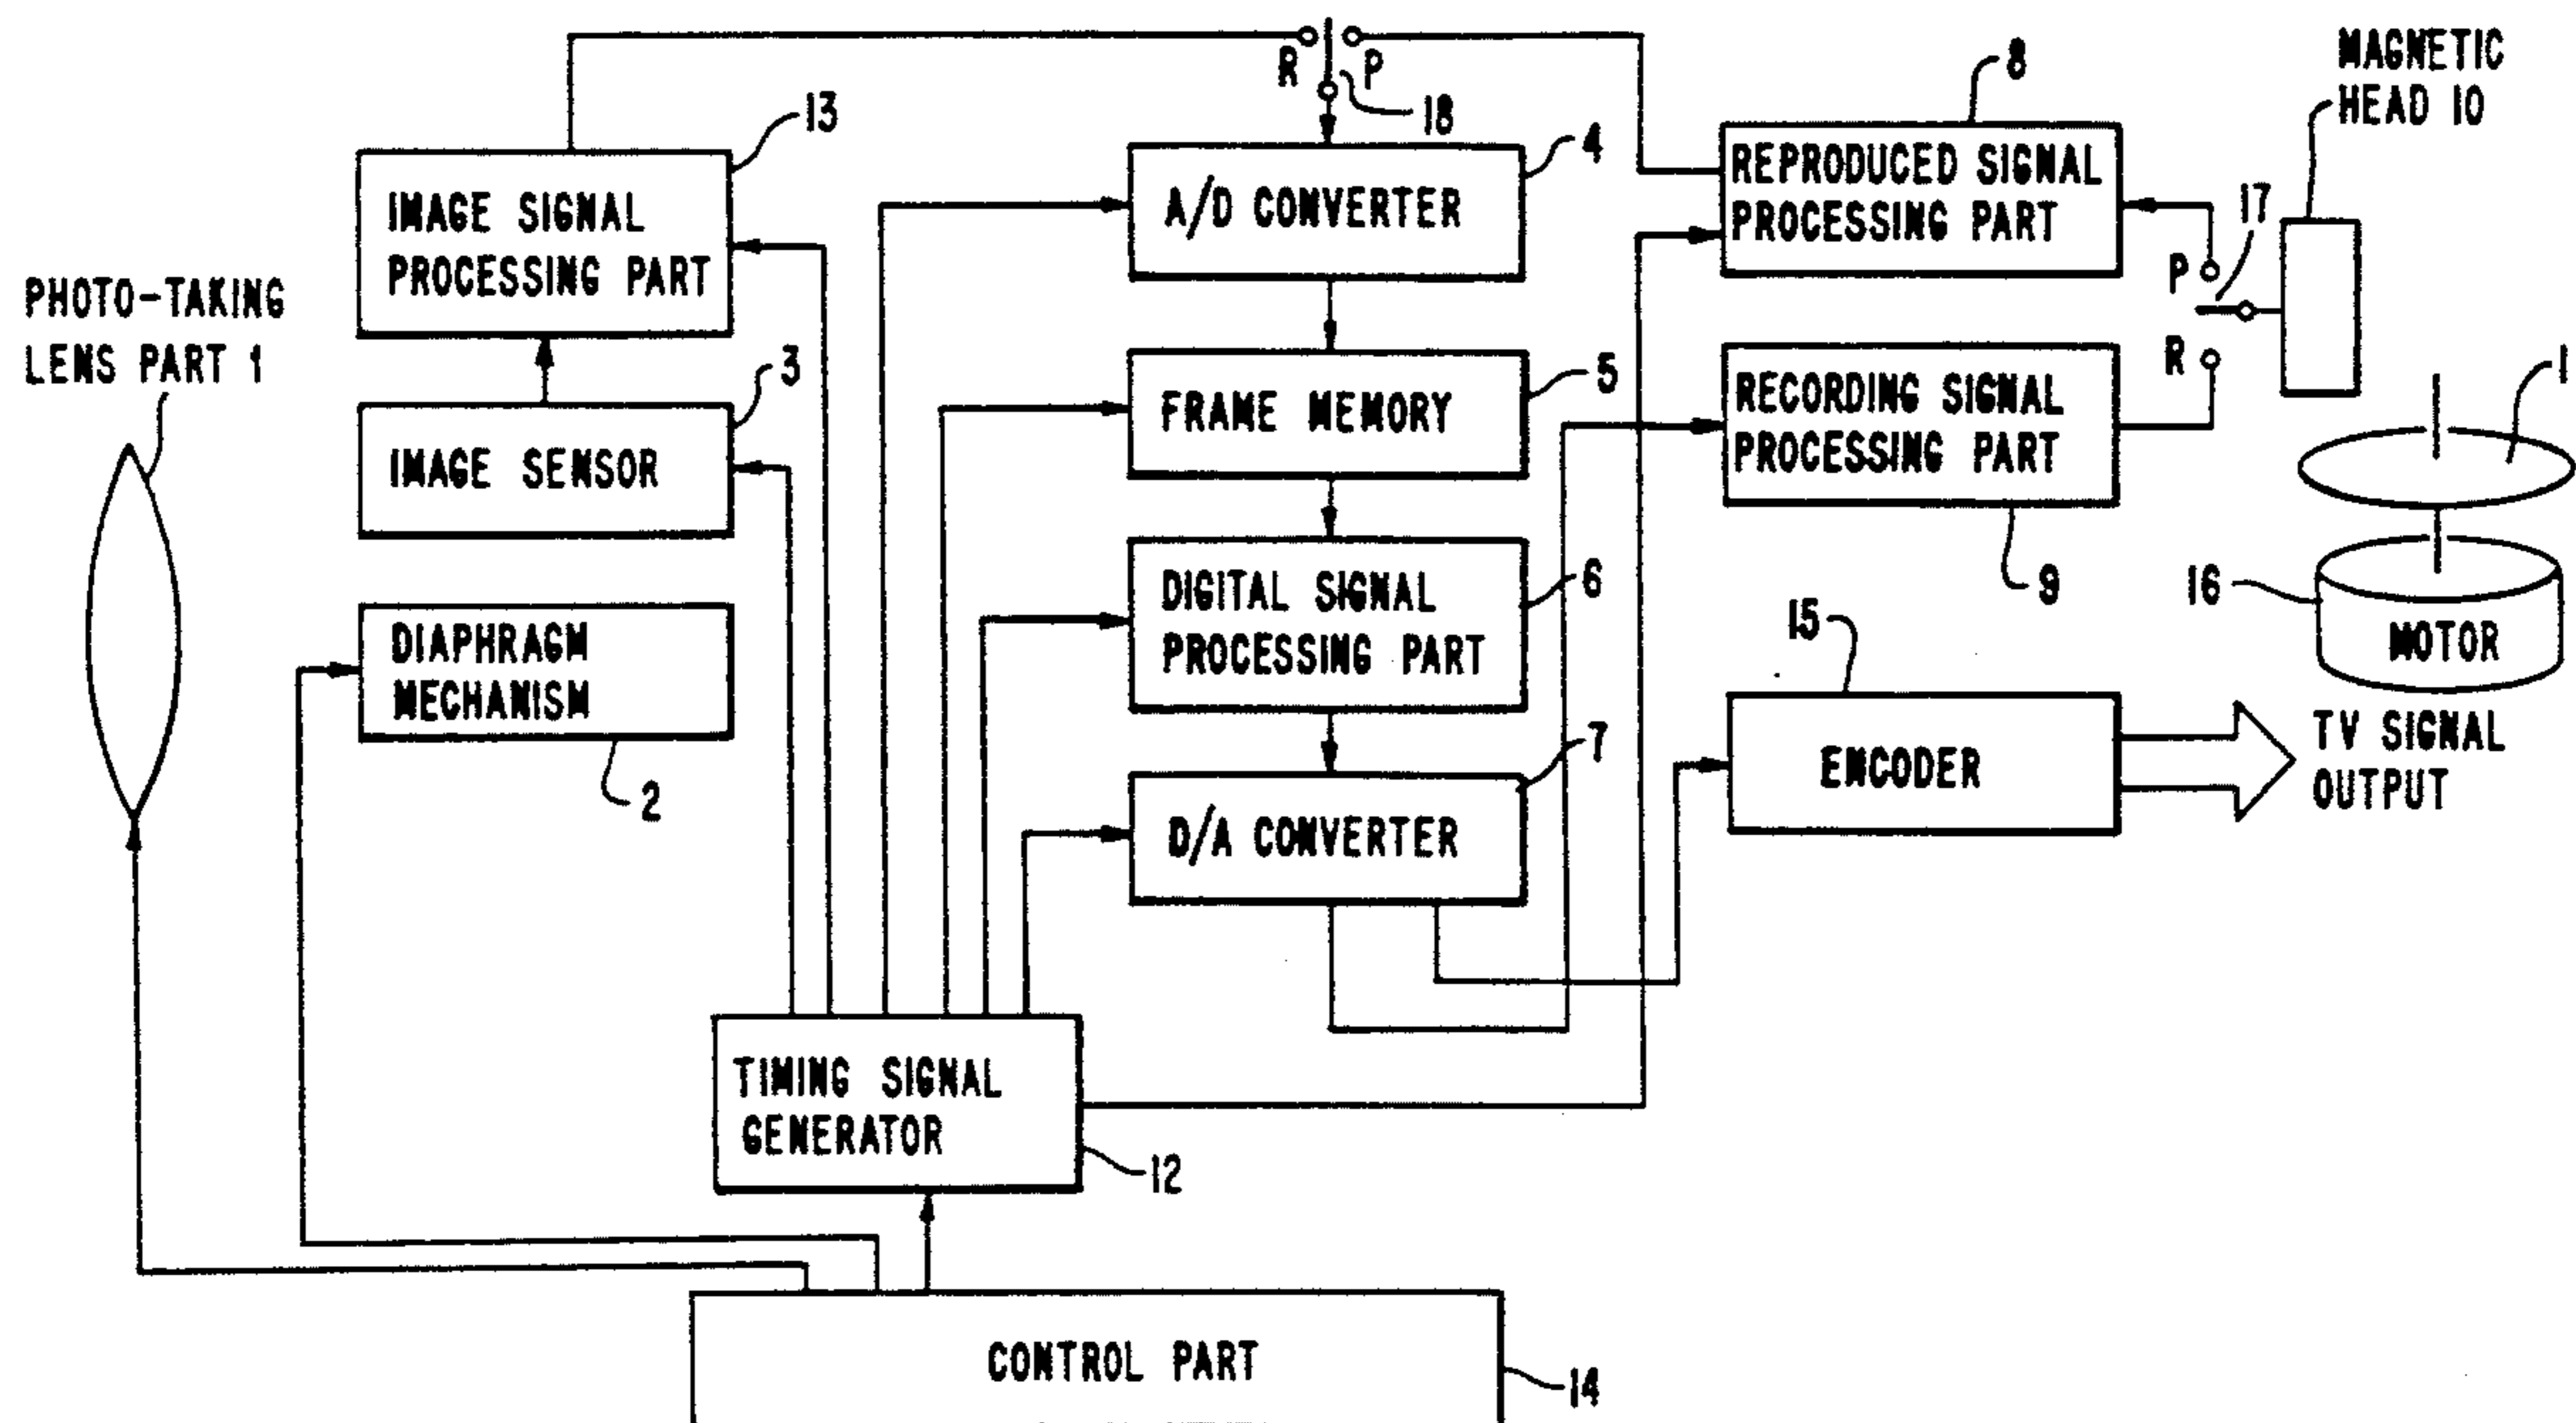 MAGNETIC
HEAD 10
8
R
P
18
13
4
IMAGE SIGNAL
PROCESSING PART
A/D CONVERTER
REPRODUCED SIGNAL
PROCESSING PART
17
P
R
PHOTO-TAKING
LENS PART 1
3
5
1
IMAGE SENSOR
FRAME MEMORY
RECORDING SIGNAL
PROCESSING PART
9
DIAPHRAGM
MECHANISM
2
DIGITAL SIGNAL
PROCESSING PART
6
16
MOTOR
15
7
D/A CONVERTER
ENCODER
TV SIGNAL
OUTPUT
TIMING SIGNAL
GENERATOR
12
CONTROL PART
14